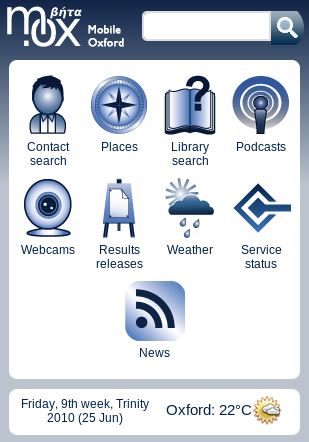 βήτα
mox
Mobile
Oxford
Contact
search
Places
Library
search
Podcasts
Webcams
Results
releases
Weather
Service
status
News
Friday, 9th week, Trinity
2010 (25 Jun)
Oxford: 22°C